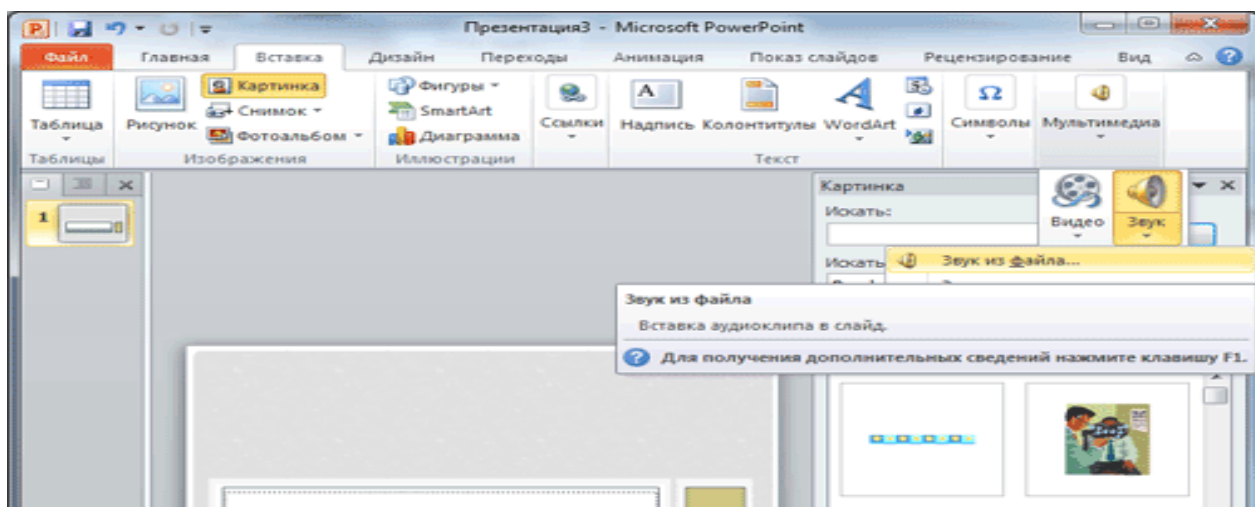 Презентация3 - Microsoft PowerPoint
Файл Главная Вставка Дизайн Переходы Анимация Показ слайдов Рецензирование Вид
Таблица Рисунок Картинка Снимок Фотоальбом Фигуры SmartArt Диаграмма Ссылки Надпись Колонтитулы WordArt Символы Мультимедиа
Таблицы Изображения Иллюстрации Текст
Картинка
Искать:
Видео Звук
1
Искать
Звук из файла...
Звук из файла
Вставка аудиоклипа в слайд.
Для получения дополнительных сведений нажмите клавишу F1.